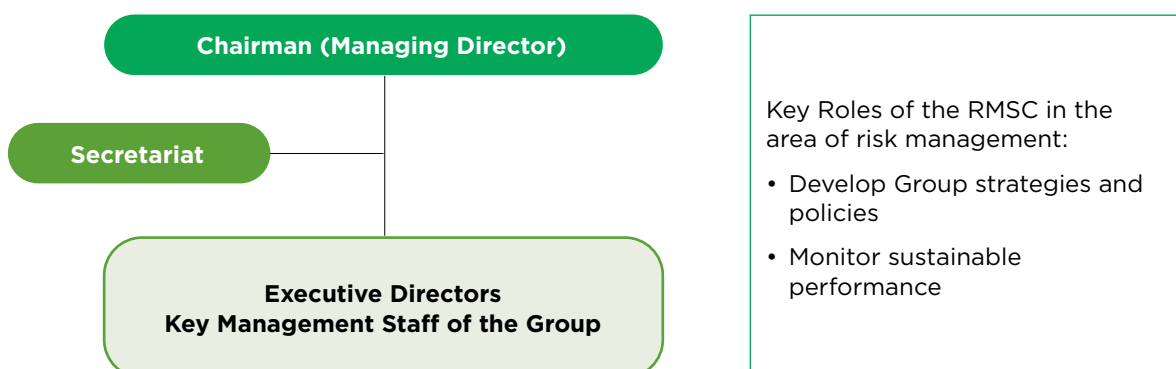 Chairman (Managing Director)
Secretariat
Executive Directors
Key Management Staff of the Group
Key Roles of the RMSC in the
area of risk management:
• Develop Group strategies and
policies
• Monitor sustainable
performance